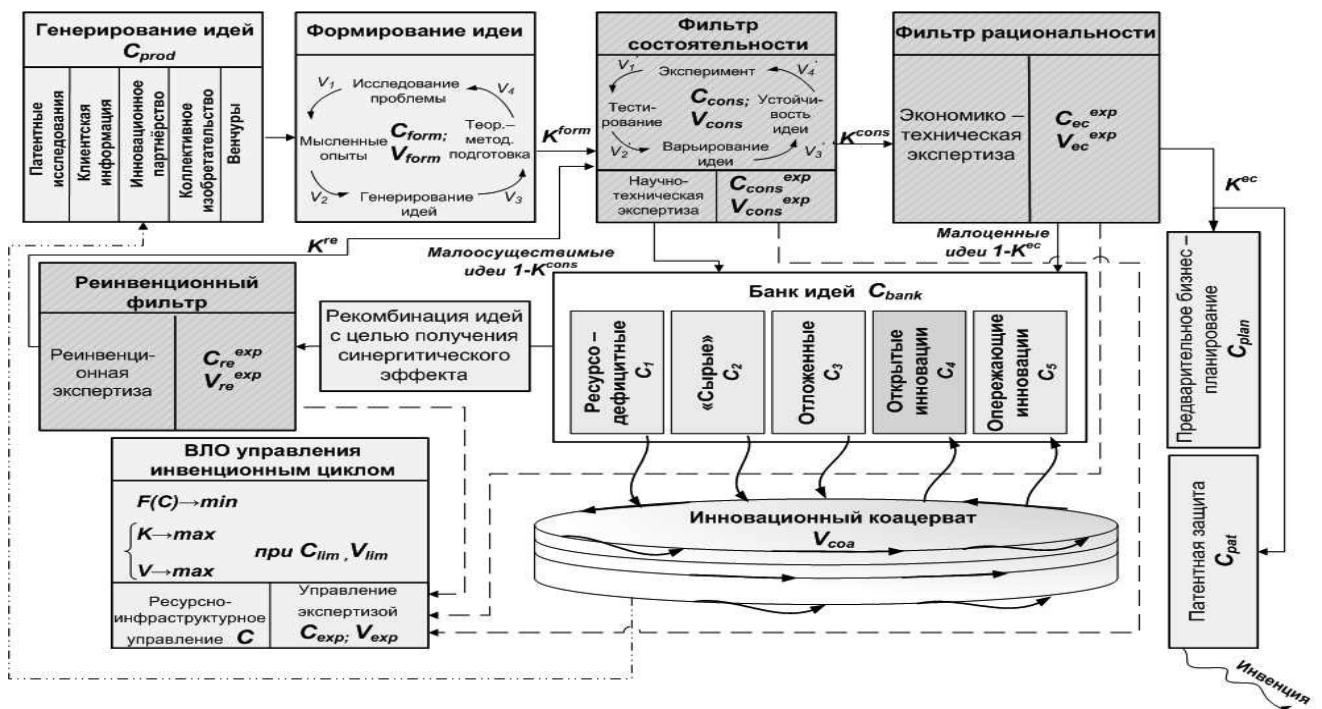 Генерирование идей
C_prod
Патентные
исследования
Клиентская
информация
Инновационное
партнёрство
Коллективное
изобретательство
Венчуры
Формирование идеи
V₁
Исследование
проблемы
V₄
Мысленные
опыты
C_form;
V_form
Теор.–
метод.
подготовка
V₂
Генерирование
идей
V₃
K^form
Фильтр
состоятельности
V₁'
Эксперимент
V₄'
Тести-
рование
C_cons;
V_cons
Устойчи-
вость
идеи
V₂'
Варьирование
идеи
V₃'
Научно-
техническая
экспертиза
C_cons^exp
V_cons^exp
K^cons
Фильтр рациональности
Экономико –
техническая
экспертиза
C_ec^exp
V_ec^exp
K^ec
K^re
Малоосуществимые
идеи 1-K^cons
Малоценные
идеи 1-K^ec
Реинвенционный
фильтр
Реинвенци-
онная
экспертиза
C_re^exp
V_re^exp
Рекомбинация идей
с целью получения
синергитического
эффекта
Банк идей C_bank
Ресурсо –
дефицитные
C₁
«Сырые»
C₂
Отложенные
C₃
Открытые
инновации
C₄
Опережающие
инновации
C₅
Предварительное бизнес –
планирование
C_plan
ВЛО управления
инвенционным циклом
F(C)→min
K→max
V→max
при C_lim ,V_lim
Ресурсно-
инфраструктурное
управление C
Управление
экспертизой
C_exp; V_exp
Инновационный коацерват
V_coa
Патентная защита
C_pat
Инвенция